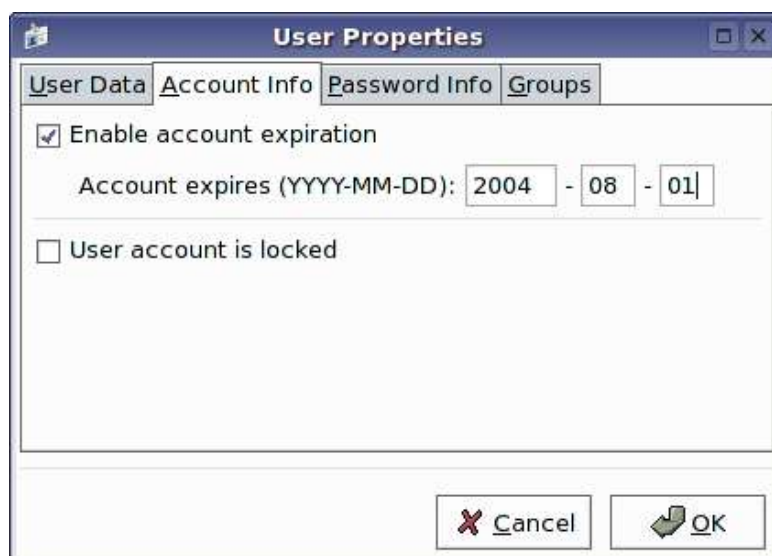 User Properties
User Data Account Info Password Info Groups
Enable account expiration
Account expires (YYYY-MM-DD): 2004 - 08 - 01
User account is locked
Cancel OK